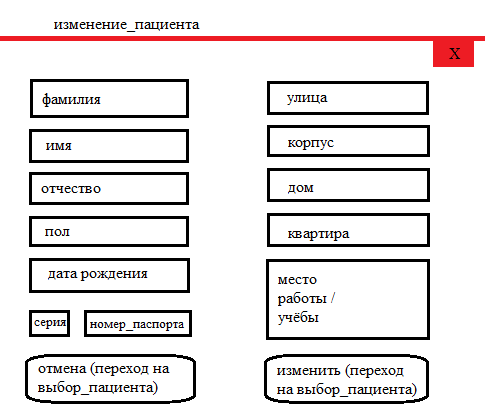 изменение_пациента
X
фамилия
имя
отчество
пол
дата рождения
серия
номер_паспорта
отмена (переход на
выбор_пациента)
улица
корпус
дом
квартира
место
работы /
учёбы
изменить (переход
на выбор_пациента)